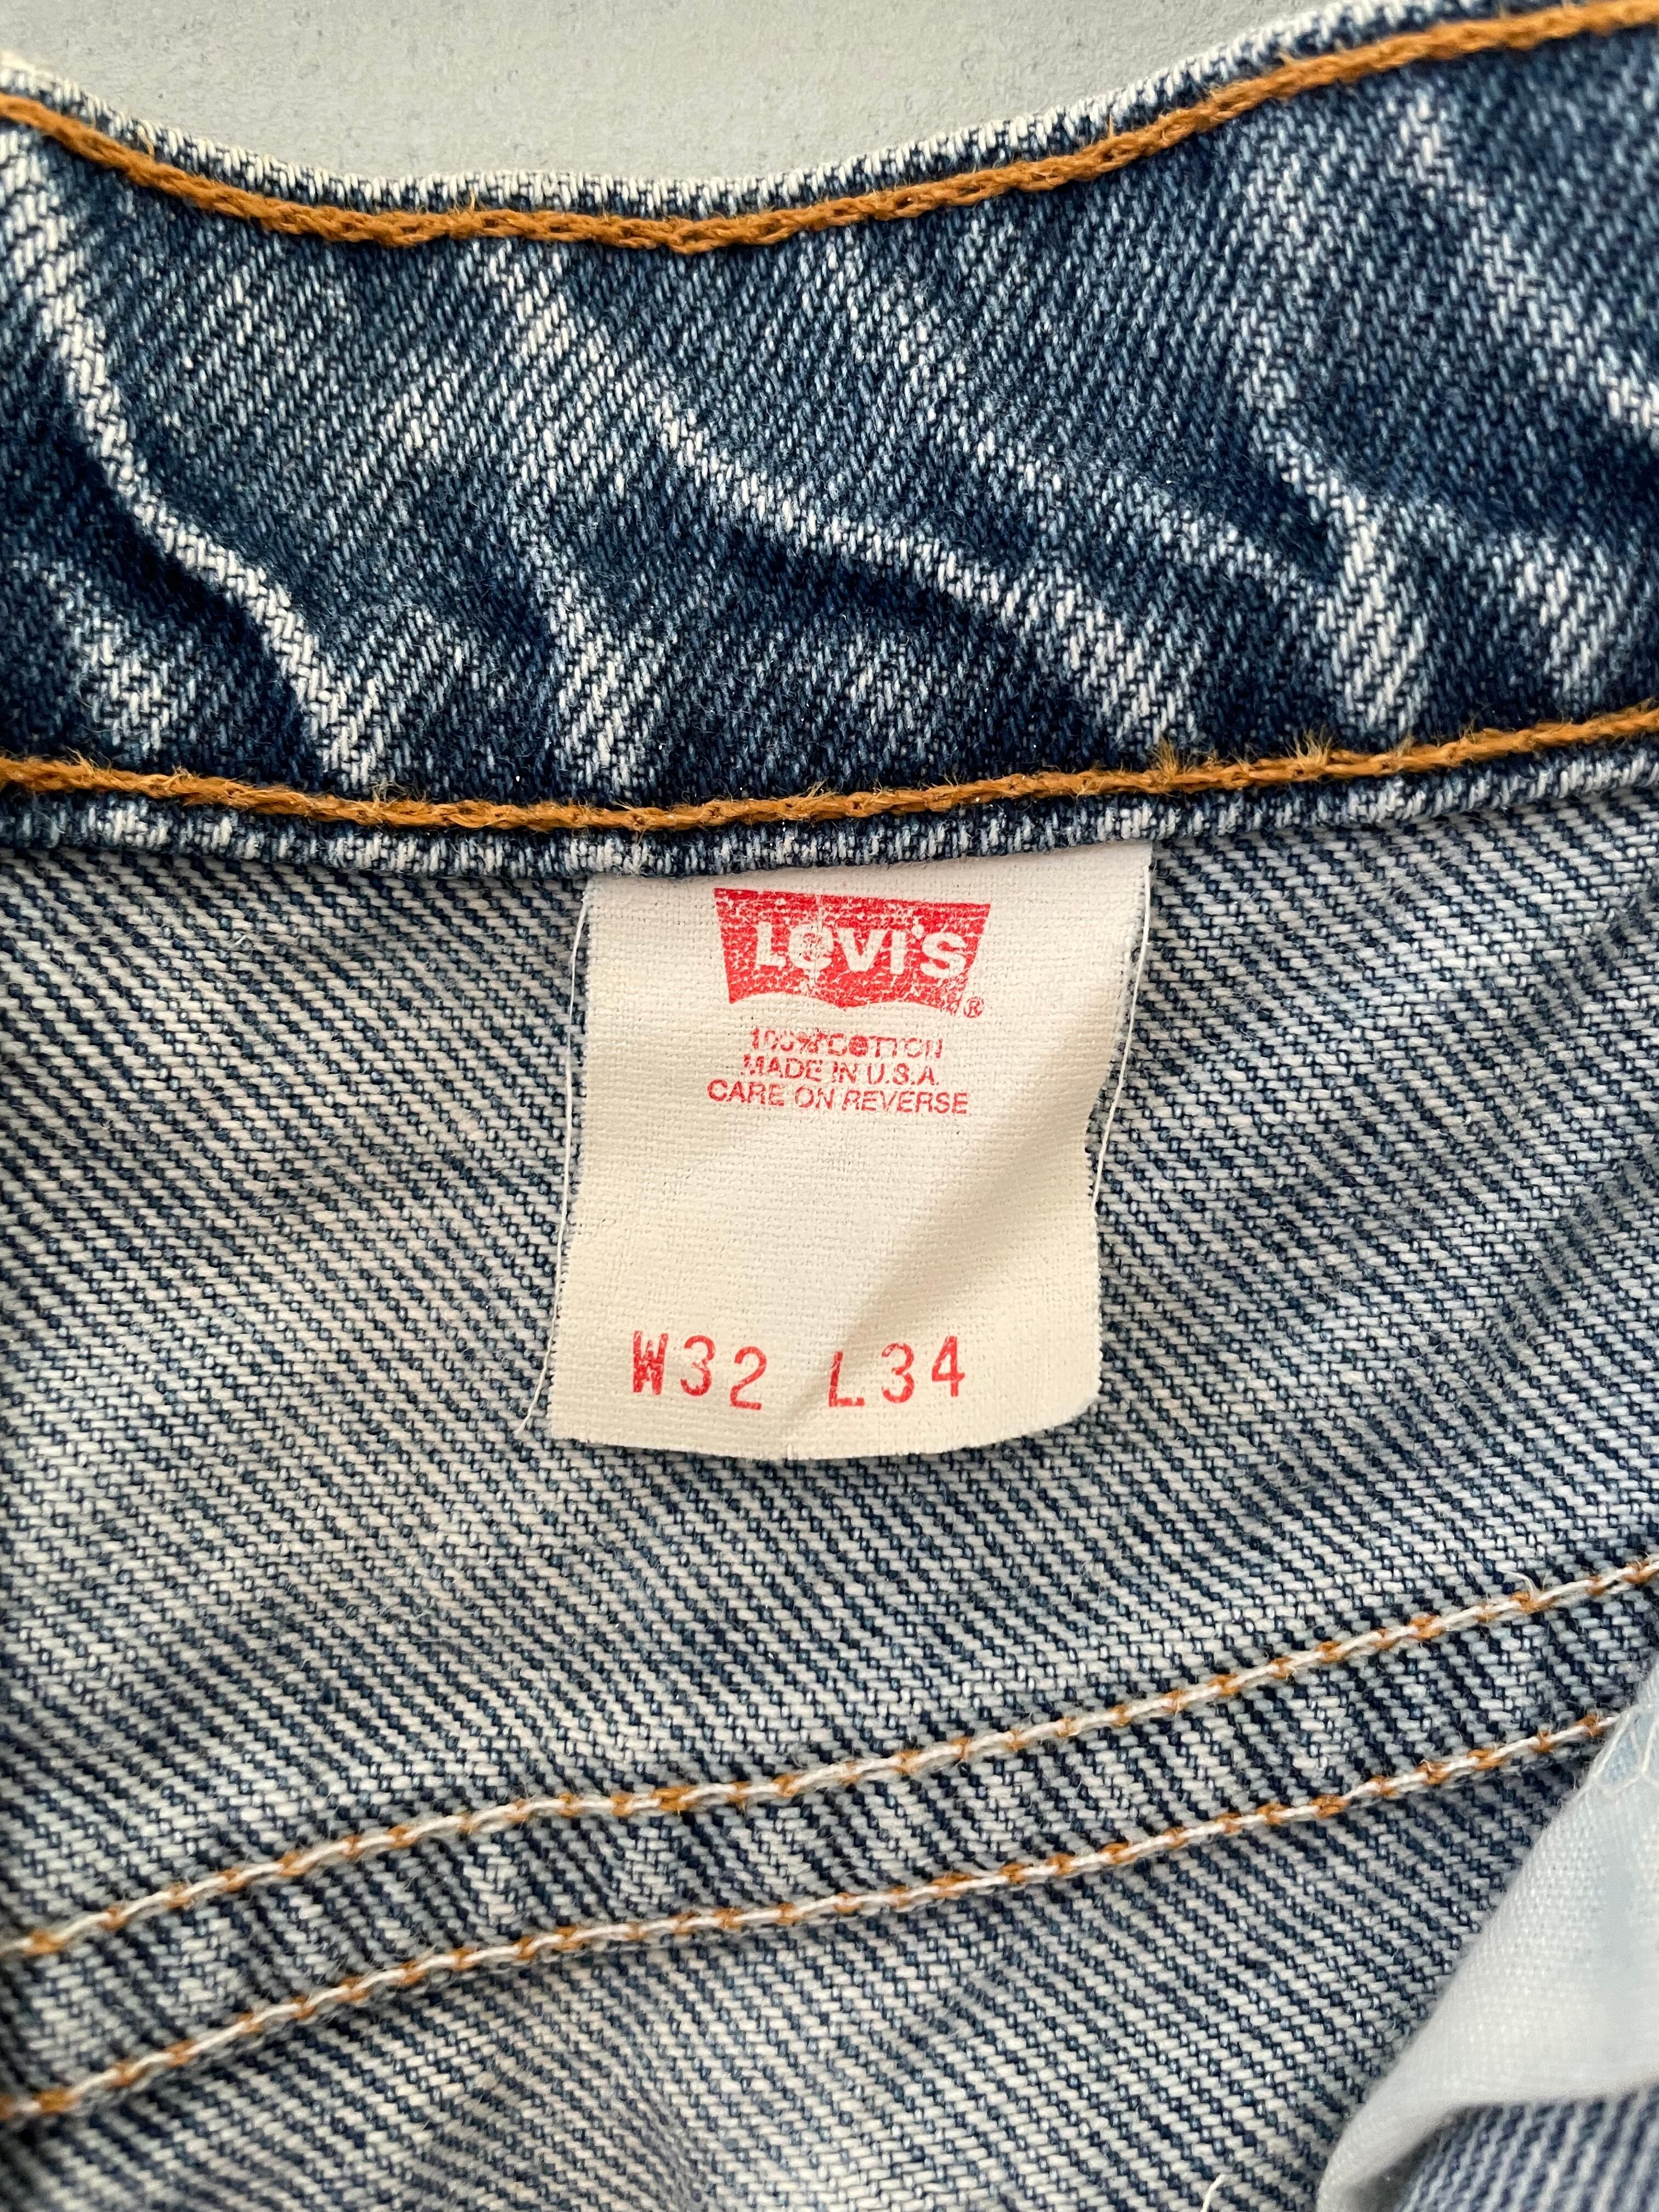 LEVI'S ®
100% COTTON
MADE IN U.S.A.
CARE ON REVERSE
W32 L34